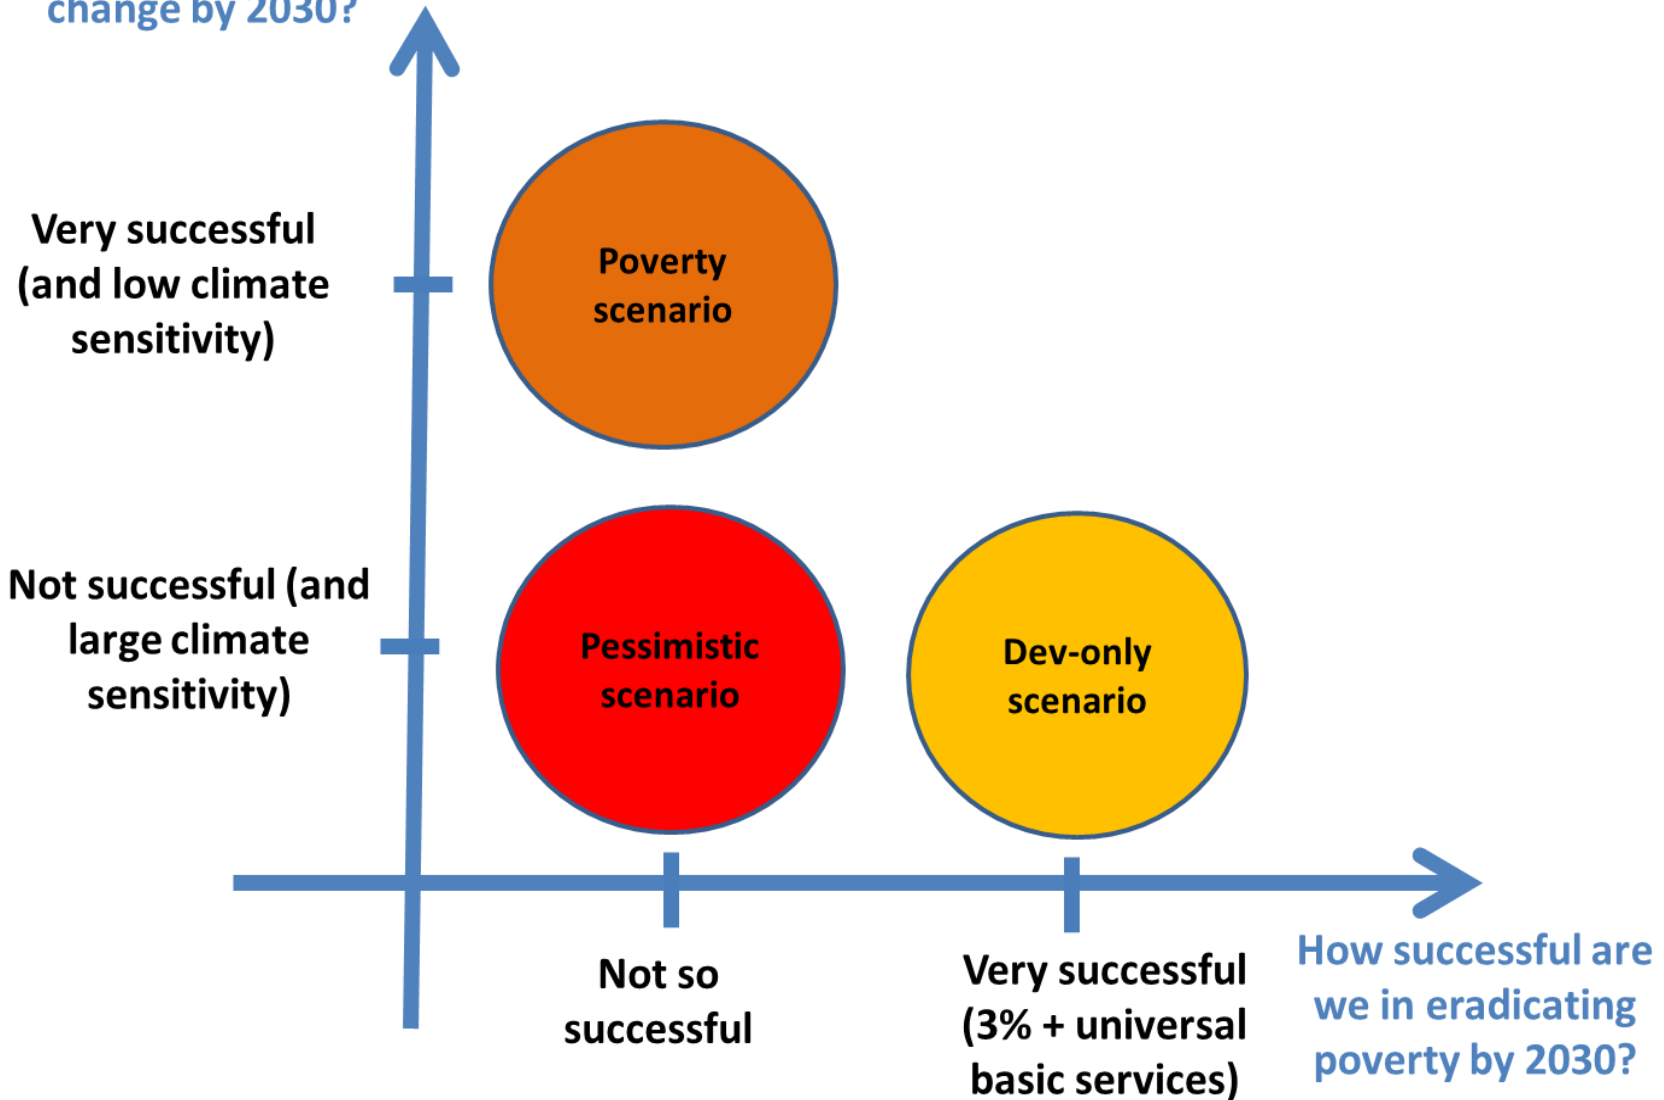 change by 2030?
Very successful
(and low climate
sensitivity)
Poverty
scenario
Not successful (and
large climate
sensitivity)
Pessimistic
scenario
Dev-only
scenario
Not so
successful
Very successful
(3% + universal
basic services)
How successful are
we in eradicating
poverty by 2030?